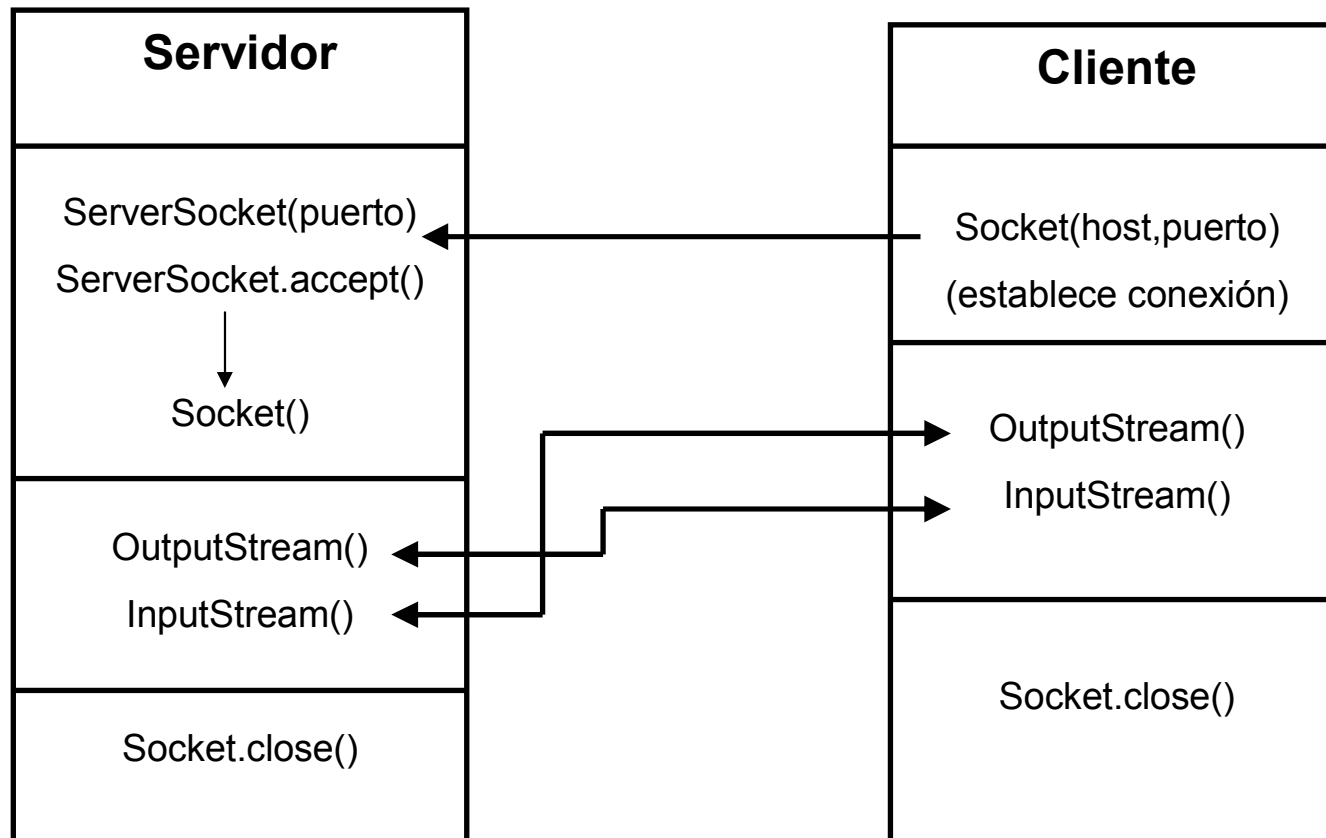 Servidor
ServerSocket(puerto)
ServerSocket.accept()
Socket()
OutputStream()
InputStream()
Socket.close()
Cliente
Socket(host,puerto)
(establece conexión)
OutputStream()
InputStream()
Socket.close()